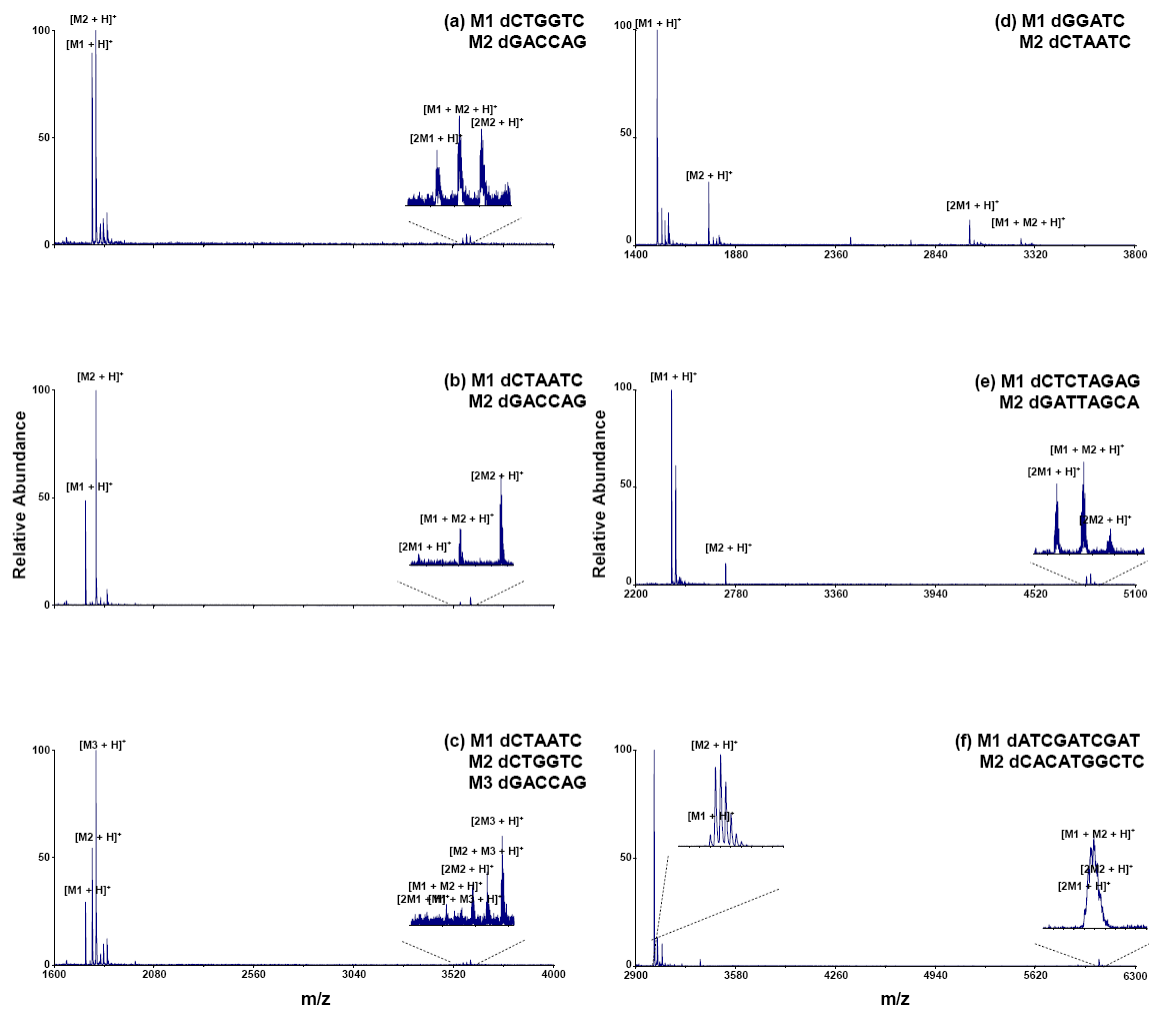 (a) M1 dCTGGTC
M2 dGACCAG
[M2 + H]+
[M1 + H]+
[M1 + M2 + H]+
[2M2 + H]+
[2M1 + H]+
100
50
0
(d) M1 dGGATC
M2 dCTAATC
[M1 + H]+
[M2 + H]+
[2M1 + H]+
[M1 + M2 + H]+
100
50
0
1400 1880 2360 2840 3320 3800
(b) M1 dCTAATC
M2 dGACCAG
[M2 + H]+
[M1 + H]+
[2M2 + H]+
[M1 + M2 + H]+
[2M1 + H]+
100
50
0
Relative Abundance
(e) M1 dCTCTAGAG
M2 dGATTAGCA
[M1 + H]+
[M2 + H]+
[M1 + M2 + H]+
[2M1 + H]+
[2M2 + H]+
100
50
0
2200 2780 3360 3940 4520 5100
Relative Abundance
(c) M1 dCTAATC
M2 dCTGGTC
M3 dGACCAG
[M3 + H]+
[M2 + H]+
[M1 + H]+
[2M3 + H]+
[M2 + M3 + H]+
[2M2 + H]+
[M1 + M2 + H]+
[2M1 + H]+
[M1 + M3 + H]+
100
50
0
1600 2080 2560 3040 3520 4000
m/z
(f) M1 dATCGATCGAT
M2 dCACATGGCTC
[M2 + H]+
[M1 + H]+
[M1 + M2 + H]+
[2M2 + H]+
[2M1 + H]+
100
50
0
2900 3580 4260 4940 5620 6300
m/z